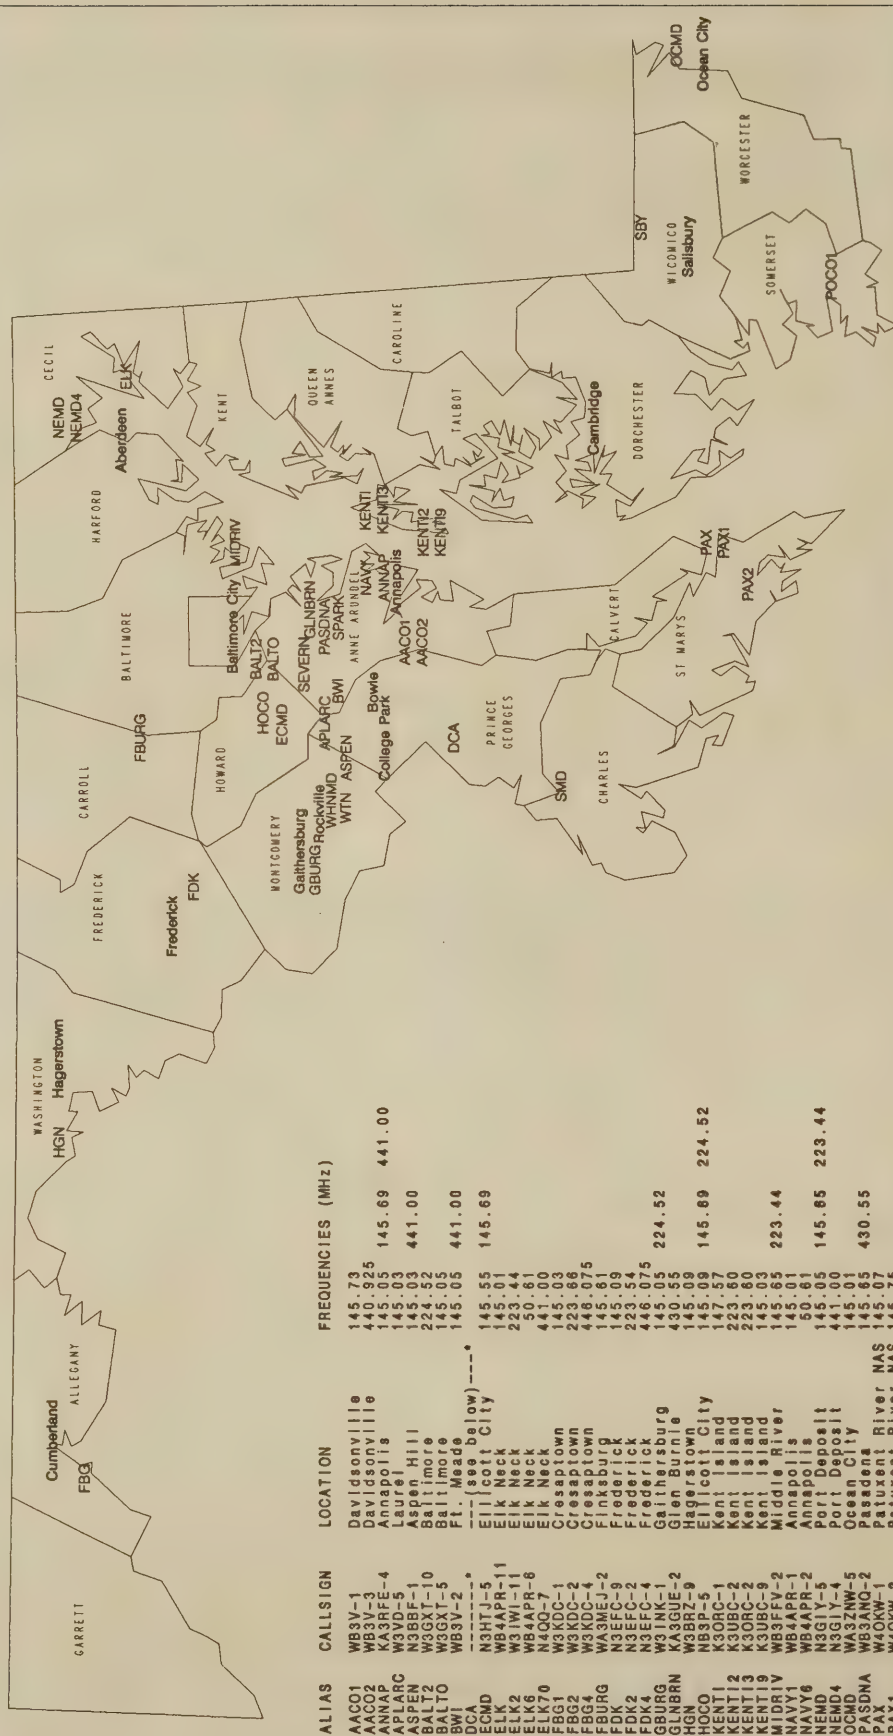 GARRETT
ALLEGANY
Cumberland
FBG
WASHINGTON
HGN
Hagerstown
FREDERICK
Frederick
FDK
CARROLL
FBURG
BALTIMORE
HARFORD
CECIL
NEMD
NEMD4
Aberdeen
ELK
KENT
QUEEN
ANNES
CAROLINE
TALBOT
HOWARD
HOCO
ECMD
Baltimore City
BALT2
BALTO
MIDRIV
MONTGOMERY
Gaithersburg
GBURG
Rockville
WHNMD
WTN
ASPEN
APLARC
BWI
SEVERN
GLNBRN
PASDNA
SPARK
ANNE ARUNDEL
NAVY
ANNAP
Annapolis
KENTI
KENTI3
KENTI2
KENTI9
College Park
Bowie
AACO1
AACO2
DCA
PRINCE
GEORGES
SMD
CHARLES
CALVERT
ST MARYS
PAX
PAX1
PAX2
Cambridge
DORCHESTER
SBY
WICOMICO
Salisbury
SOMERSET
POCO1
WORCESTER
OCMD
Ocean City
ALIAS CALLSIGN LOCATION FREQUENCIES (MHz)
AACO1 WB3V-1 Davidsonville 145.73
AACO2 WB3V-3 Davidsonville 440.925
ANNAP KA3RFE-4 Annapolis 145.05 145.69 441.00
APLARC W3VD-5 Laurel 145.03
ASPEN N3BBF-1 Aspen Hill 145.03 441.00
BALT2 W3GXT-10 Baltimore 224.52
BALTO W3GXT-5 Baltimore 145.05
BWI WB3V-2 Ft. Meade 145.05 441.00
DCA -------* ---(see below)----*
ECMD N3HTJ-5 Ellicott City 145.55 145.69
ELK WB4APR-11 Elk Neck 145.01
ELK2 W3IWI-11 Elk Neck 223.44
ELK6 WB4APR-6 Elk Neck 50.61
ELK70 N4QQ-7 Elk Neck 441.00
FBG1 W3KDC-1 Cresaptown 145.03
FBG2 W3KDC-2 Cresaptown 223.66
FBG4 W3KDC-4 Cresaptown 446.075
FBURG WA3MEJ-2 Finksburg 145.61
FDK N3EFC-9 Frederick 145.09
FDK2 N3EFC-2 Frederick 223.54
FDK4 N3EFC-4 Frederick 446.075
GBURG W3INK-1 Gaithersburg 145.05 224.52
GLNBRN KA3GUE-2 Glen Burnie 430.55
HGN W3BRZ-9 Hagerstown 145.09
HOCO NB3P-5 Ellicott City 145.09 145.69 224.52
KENTI K3ORC-1 Kent Island 147.57
KENTI2 K3UBC-2 Kent Island 223.60
KENTI3 K3ORC-2 Kent Island 223.60
KENTI9 K3UBC-9 Kent Island 145.03
MIDRIV WB3FFV-2 Middle River 145.65 223.44
NAVY1 WB4APR-1 Annapolis 145.01
NAVY6 WB4APR-2 Annapolis 50.61
NEMD N3GIY-5 Port Deposit 145.05 145.65 223.44
NEMD4 N3GIY-4 Port Deposit 441.00
OCMD WA3ZNW-5 Ocean City 145.01
PASDNA WB3ANQ-2 Pasadena 145.65 430.55
PAX W4OKW-1 Patuxent River NAS 145.07